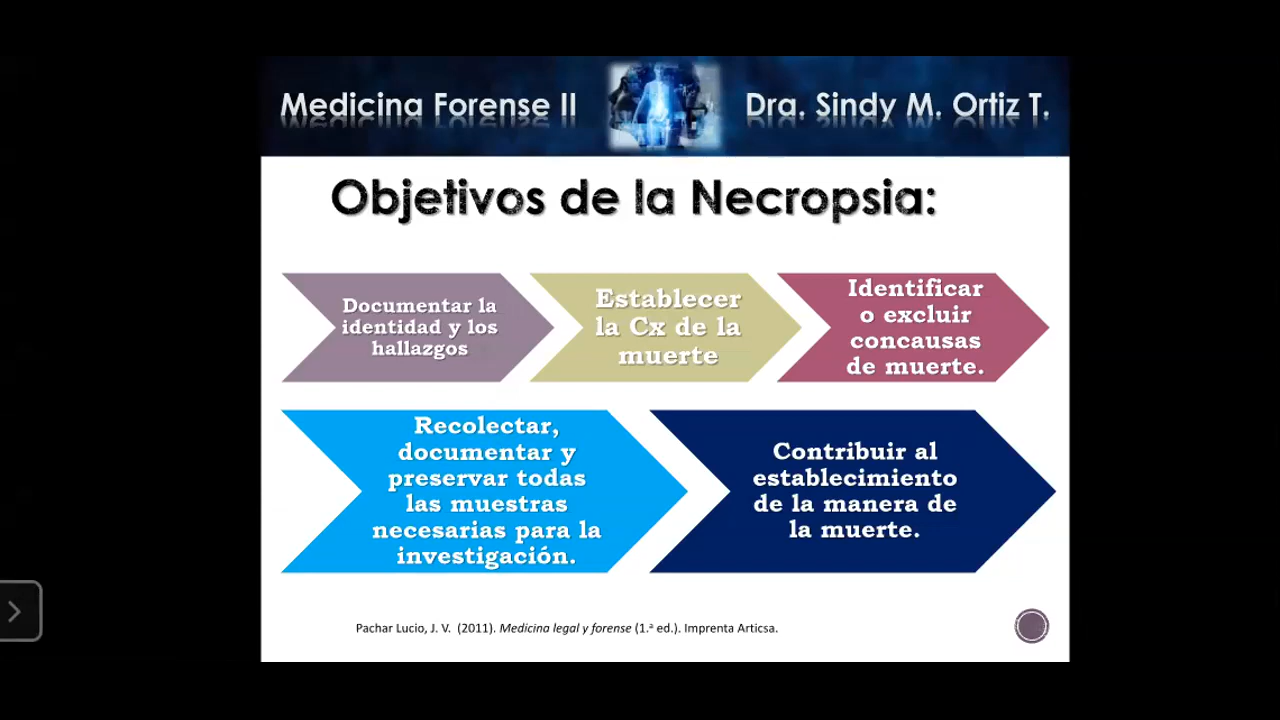 Medicina Forense II
Dra. Sindy M. Ortiz T.
Objetivos de la Necropsia:
Documentar la
identidad y los
hallazgos
Establecer
la Cx de la
muerte
Identificar
o excluir
concausas
de muerte.
Recolectar,
documentar y
preservar todas
las muestras
necesarias para la
investigación.
Contribuir al
establecimiento
de la manera de
la muerte.
Pachar Lucio, J. V. (2011). Medicina legal y forense (1.ª ed.). Imprenta Articsa.